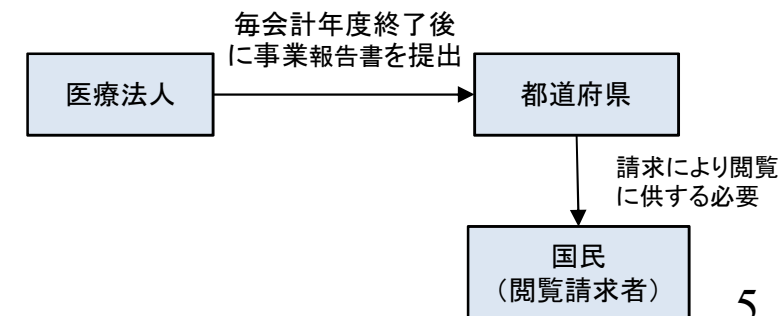 毎会計年度終了後
に事業報告書を提出
医療法人
都道府県
請求により閲覧
に供する必要
国民
（閲覧請求者）
5